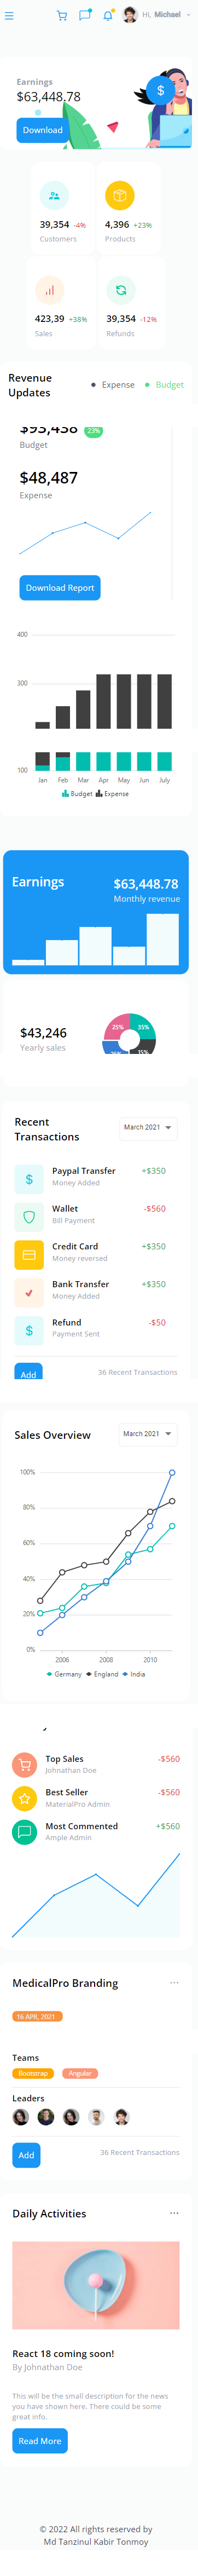 Hi, Michael
Earnings
$63,448.78
Download
39,354 -4%
Customers
4,396 +23%
Products
423,39 +38%
Sales
39,354 -12%
Refunds
Revenue
Updates
Expense
Budget
$93,438
23%
Budget
$48,487
Expense
Download Report
400
300
100
Jan Feb Mar Apr May Jun July
Budget Expense
Earnings
$63,448.78
Monthly revenue
$43,246
Yearly sales
25%
35%
Recent
Transactions
March 2021
Paypal Transfer +$350
Money Added
Wallet -$560
Bill Payment
Credit Card +$350
Money reversed
Bank Transfer +$350
Money Added
Refund -$50
Payment Sent
Add
36 Recent Transactions
Sales Overview
March 2021
100%
80%
60%
40%
20%
0%
2006 2008 2010
Germany England India
Top Sales -$560
Johnathan Doe
Best Seller -$560
MaterialPro Admin
Most Commented +$560
Ample Admin
MedicalPro Branding
16 APR, 2021
Teams
Bootstrap Angular
Leaders
Add
36 Recent Transactions
Daily Activities
React 18 coming soon!
By Johnathan Doe
This will be the small description for the news
you have shown here. There could be some
great info.
Read More
© 2022 All rights reserved by
Md Tanzinul Kabir Tonmoy